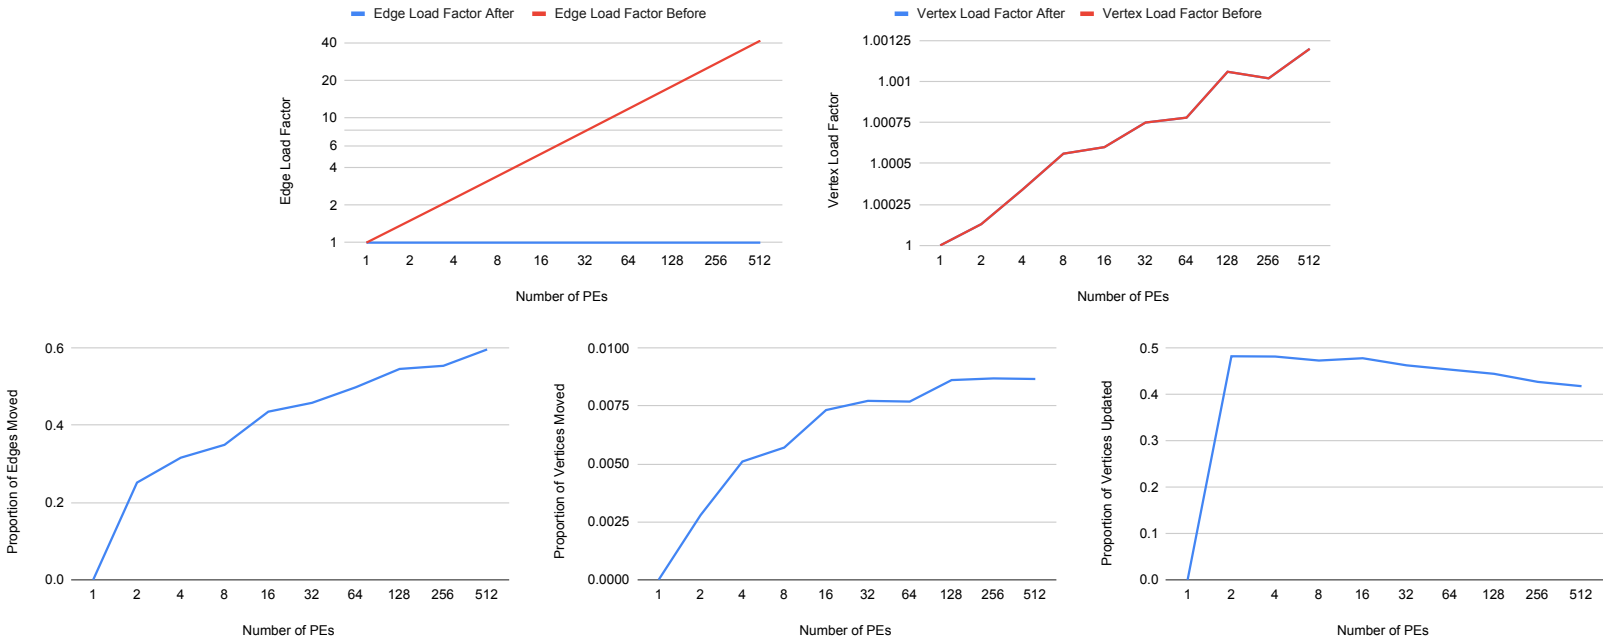 Edge Load Factor After Edge Load Factor Before
Edge Load Factor
40
20
10
6
4
2
1
1 2 4 8 16 32 64 128 256 512
Number of PEs
Vertex Load Factor After Vertex Load Factor Before
Vertex Load Factor
1.00125
1.001
1.00075
1.0005
1.00025
1
1 2 4 8 16 32 64 128 256 512
Number of PEs
Proportion of Edges Moved
0.6
0.4
0.2
0.0
1 2 4 8 16 32 64 128 256 512
Number of PEs
Proportion of Vertices Moved
0.0100
0.0075
0.0050
0.0025
0.0000
1 2 4 8 16 32 64 128 256 512
Number of PEs
Proportion of Vertices Updated
0.5
0.4
0.3
0.2
0.1
0.0
1 2 4 8 16 32 64 128 256 512
Number of PEs